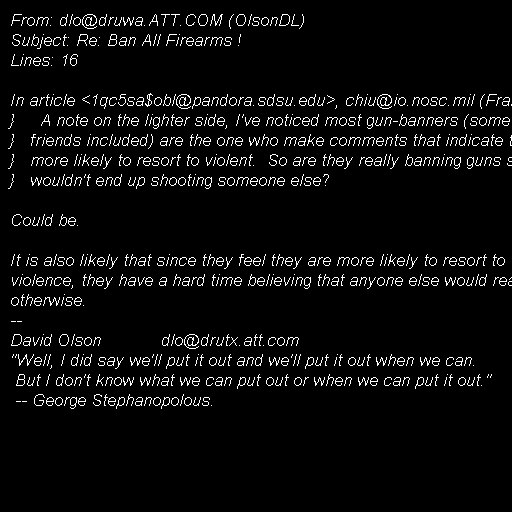 From: dlo@druwa.ATT.COM (OlsonDL)
Subject: Re: Ban All Firearms !
Lines: 16
In article <1qc5sa$obl@pandora.sdsu.edu>, chiu@io.nosc.mil (Fra
} A note on the lighter side, I've noticed most gun-banners (some
} friends included) are the one who make comments that indicate t
} more likely to resort to violent. So are they really banning guns s
} wouldn't end up shooting someone else?
Could be.
It is also likely that since they feel they are more likely to resort to
violence, they have a hard time believing that anyone else would rea
otherwise.
--
David Olson dlo@drutx.att.com
"Well, I did say we'll put it out and we'll put it out when we can.
But I don't know what we can put out or when we can put it out."
-- George Stephanopolous.